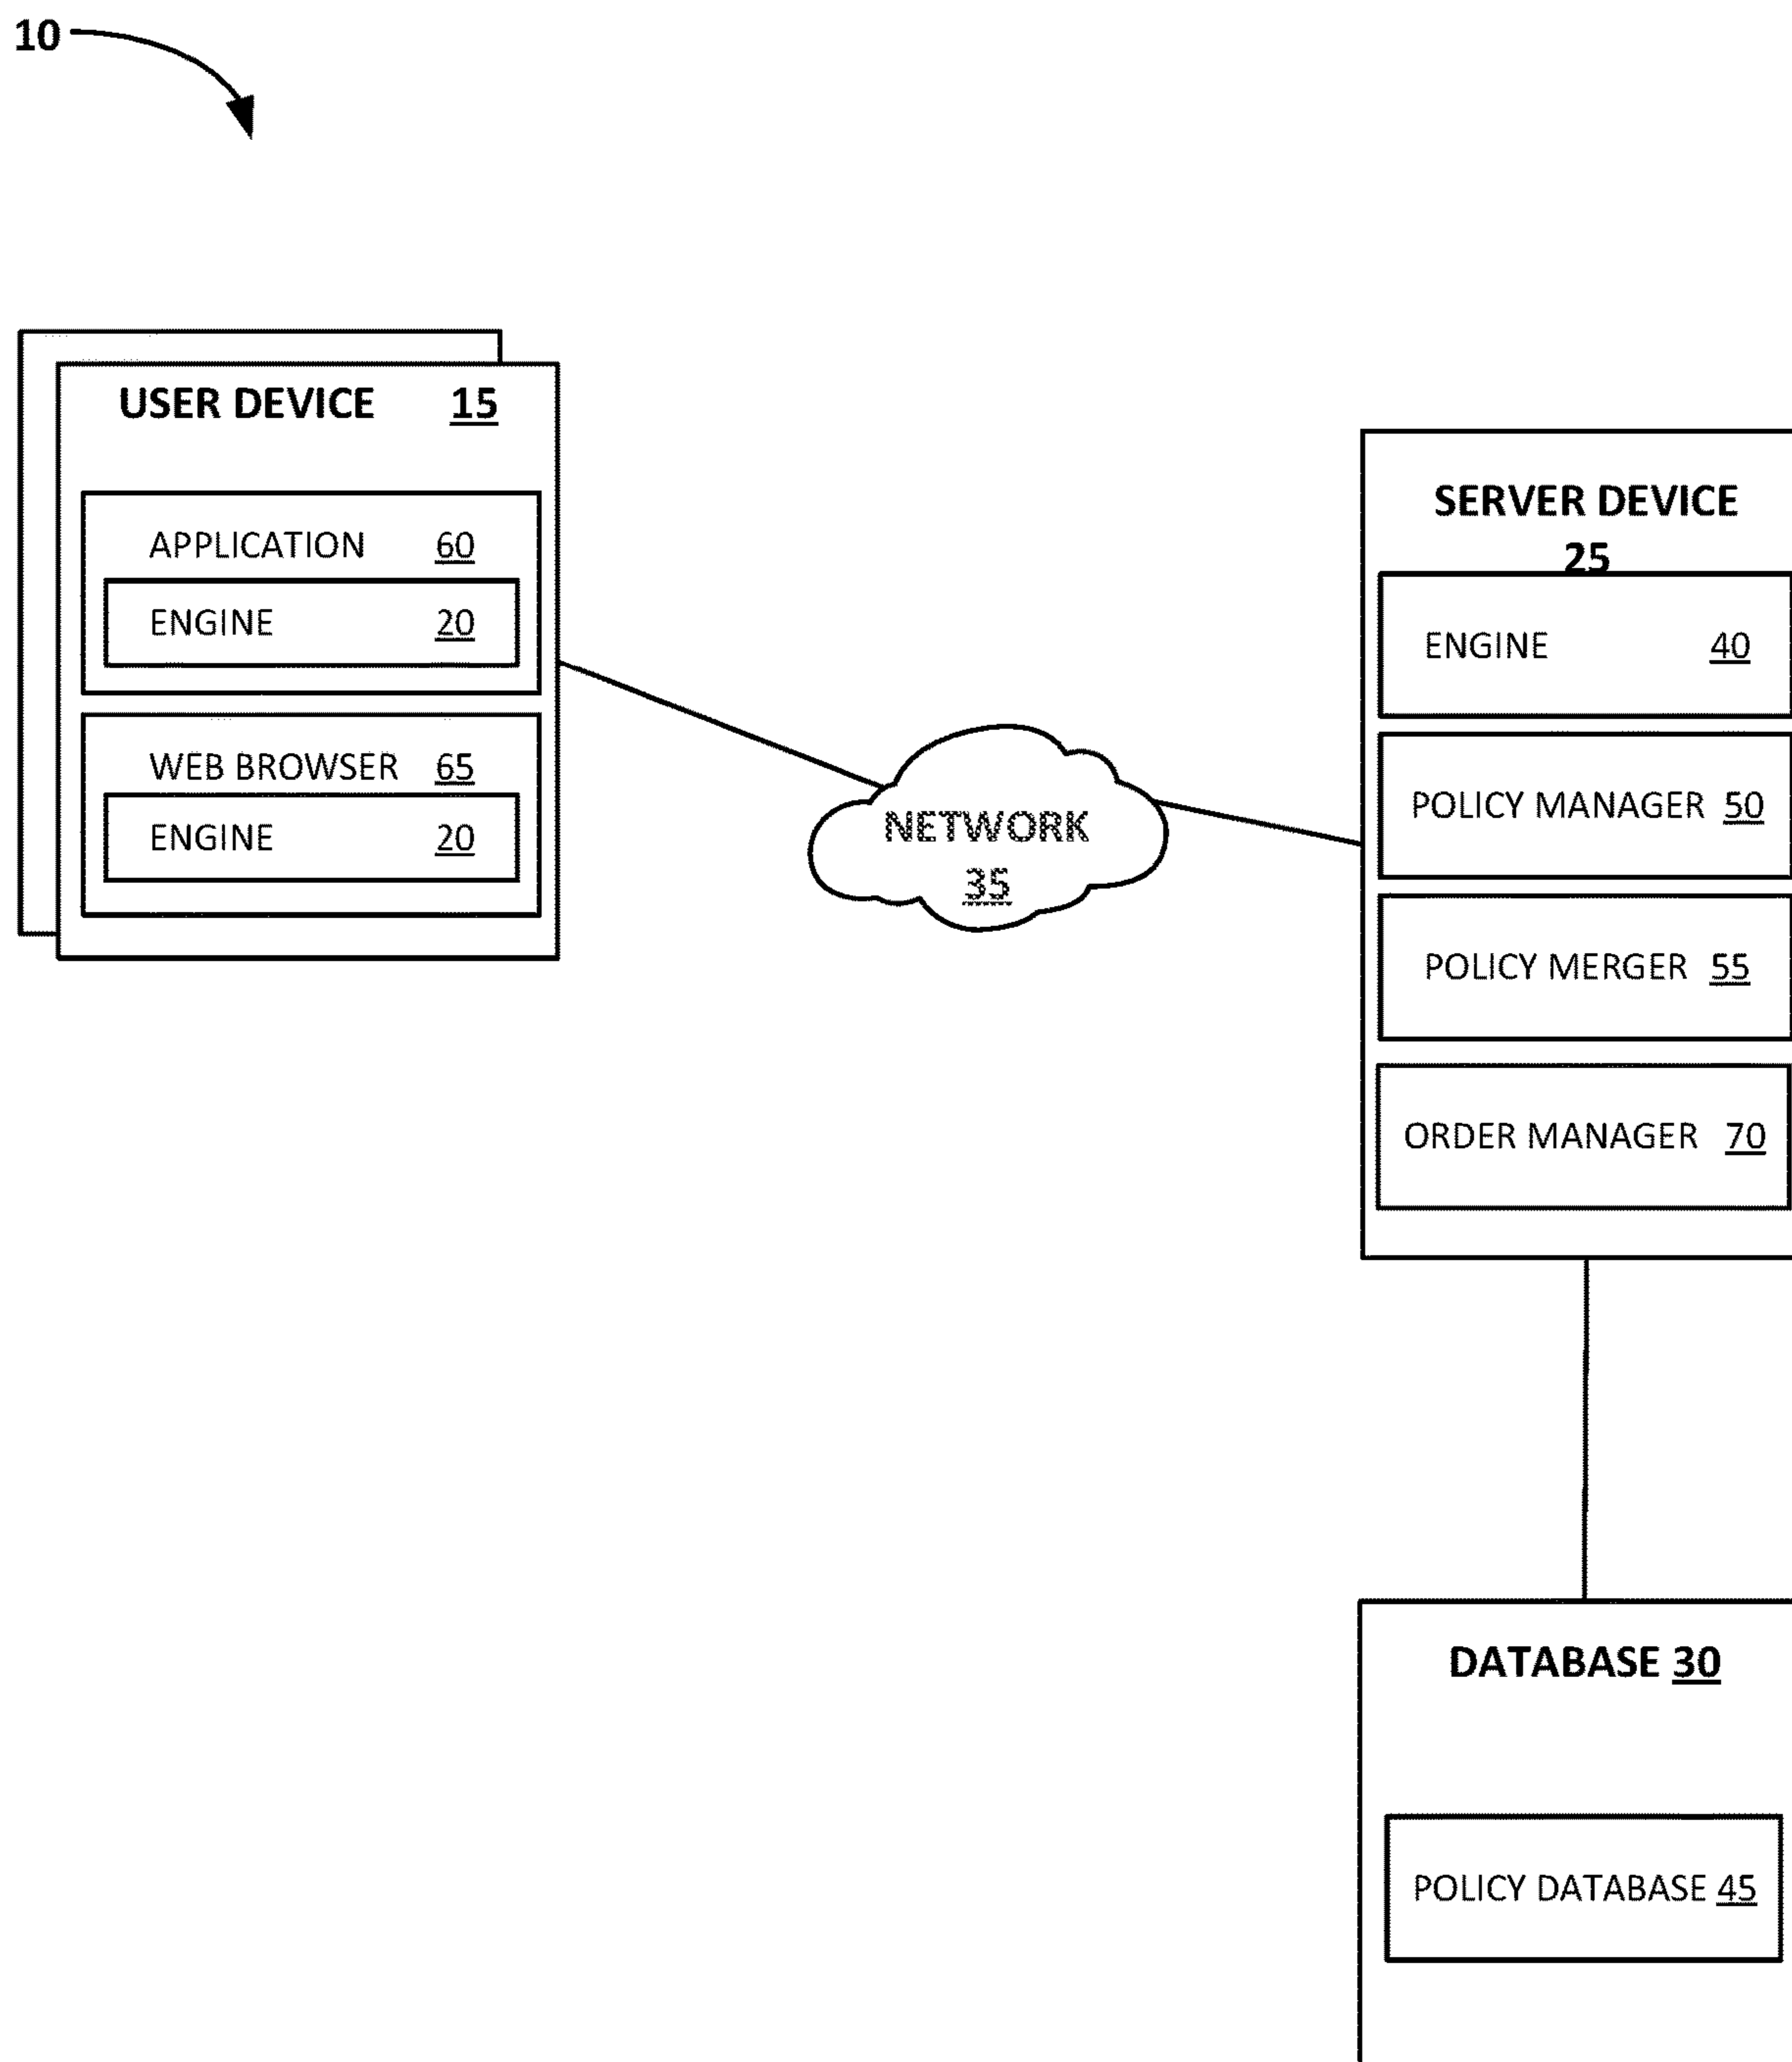 10
USER DEVICE 15
APPLICATION 60
ENGINE 20
WEB BROWSER 65
ENGINE 20
NETWORK
35
SERVER DEVICE
25
ENGINE 40
POLICY MANAGER 50
POLICY MERGER 55
ORDER MANAGER 70
DATABASE 30
POLICY DATABASE 45